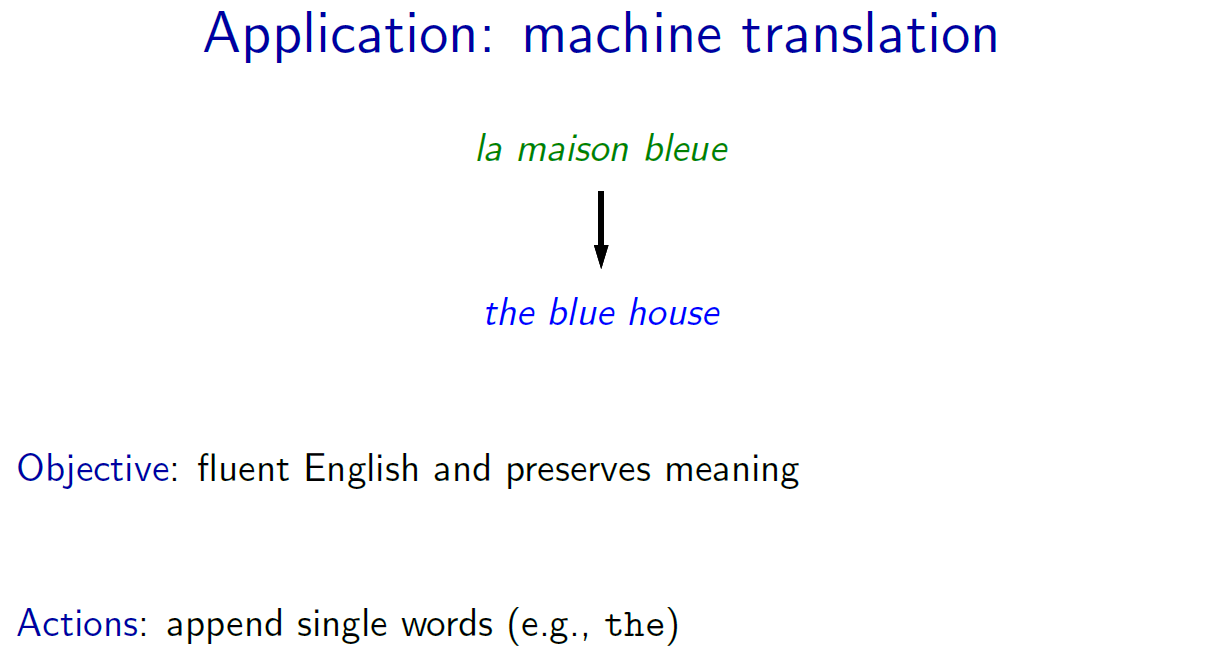 Application: machine translation
la maison bleue
the blue house
Objective: fluent English and preserves meaning
Actions: append single words (e.g., the)